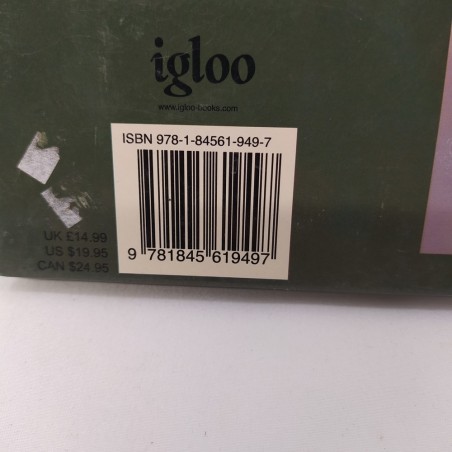 igloo
www.igloo-books.com
ISBN 978-1-84561-949-7
UK £14.99
US $19.95
CAN $24.95
9 781845 619497